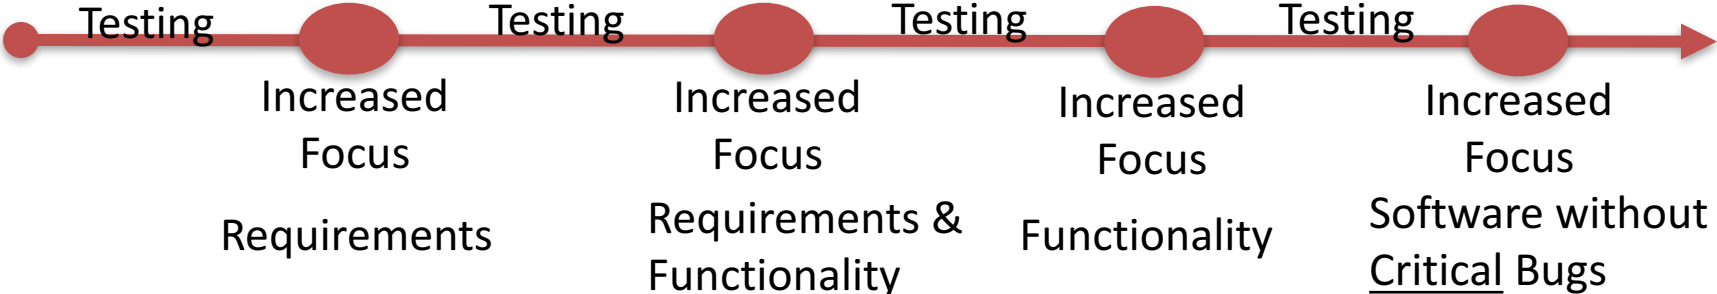 Testing
Testing
Testing
Testing
Increased
Focus
Requirements
Increased
Focus
Requirements &
Functionality
Increased
Focus
Functionality
Increased
Focus
Software without
Critical Bugs